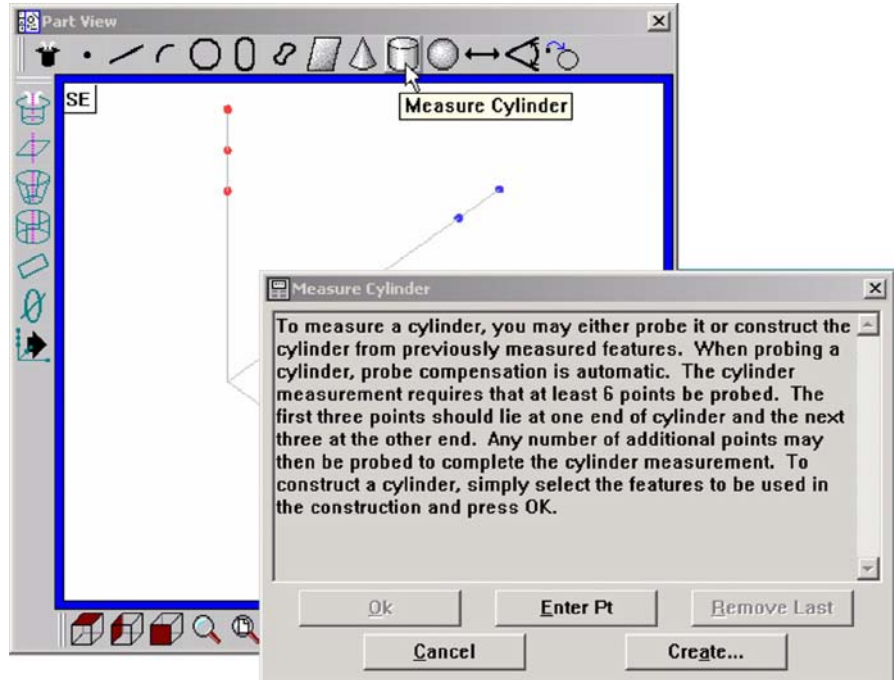 Part View
SE
Measure Cylinder
Measure Cylinder
To measure a cylinder, you may either probe it or construct the
cylinder from previously measured features. When probing a
cylinder, probe compensation is automatic. The cylinder
measurement requires that at least 6 points be probed. The
first three points should lie at one end of cylinder and the next
three at the other end. Any number of additional points may
then be probed to complete the cylinder measurement. To
construct a cylinder, simply select the features to be used in
the construction and press OK.
Ok
Enter Pt
Remove Last
Cancel
Create...